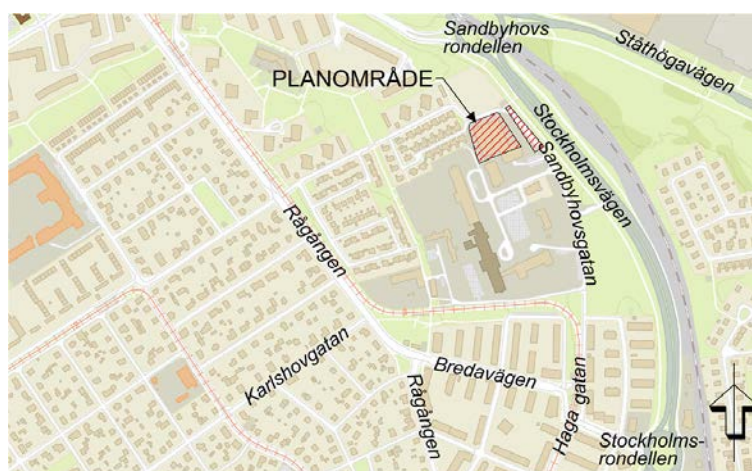 Sandbyhovs
rondellen
Ståthögavägen
PLANOMRÅDE
Stockholmsvägen
Sandbyhovsgatan
Rågången
Karlshovgatan
Bredavägen
Rågången
Haga gatan
Stockholms-
rondellen